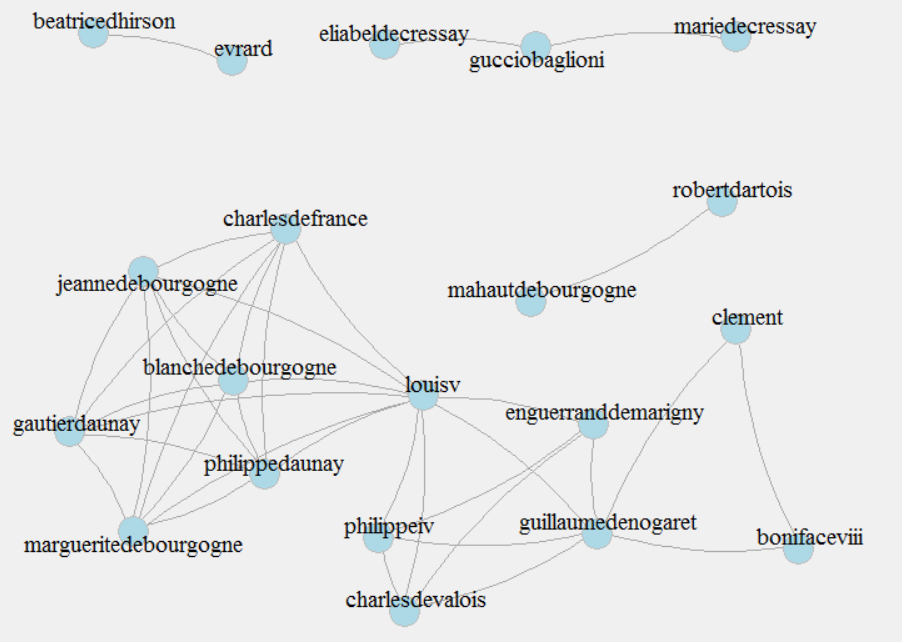 beatricedhirson
evrard
eliabeldecressay
gucciobaglioni
mariedecressay
robertdartois
charlesdefrance
jeannedebourgogne
mahautdebourgogne
clement
blanchedebourgogne
louisv
enguerranddemarigny
gautierdaunay
philippedaunay
philippeiv
guillaumedenogaret
bonifaceviii
margueritedebourgogne
charlesdevalois